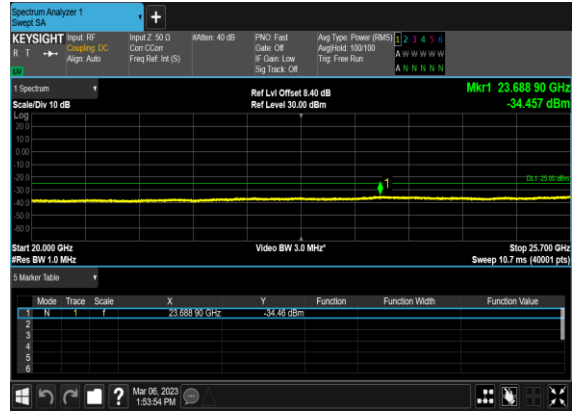 Spectrum Analyzer 1
Swept SA
+
KEYSIGHT Input: RF Input Z: 50 Ω #Atten: 40 dB PNO: Fast Avg Type: Power (RMS) 1 2 3 4 5 6
R T Coupling: DC Corr CCorr Gate: Off Avg|Hold: 100/100 A W W W W W
Align: Auto Freq Ref: Int (S) IF Gain: Low Trig: Free Run
Sig Track: Off A N N N N N
1 Spectrum Ref Lvl Offset 8.40 dB Mkr1 23.688 90 GHz
Scale/Div 10 dB Ref Level 30.00 dBm -34.457 dBm
Log
20.0
10.0
0.00
-10.0
-20.0
1
DL1 -25.00 dBm
-30.0
-40.0
-50.0
-60.0
Start 20.000 GHz Video BW 3.0 MHz* Stop 25.700 GHz
#Res BW 1.0 MHz Sweep 10.7 ms (40001 pts)
5 Marker Table
Mode Trace Scale X Y Function Function Width Function Value
1 N 1 f 23.688 90 GHz -34.46 dBm
2
3
4
5
6
? Mar 06, 2023
1:53:54 PM